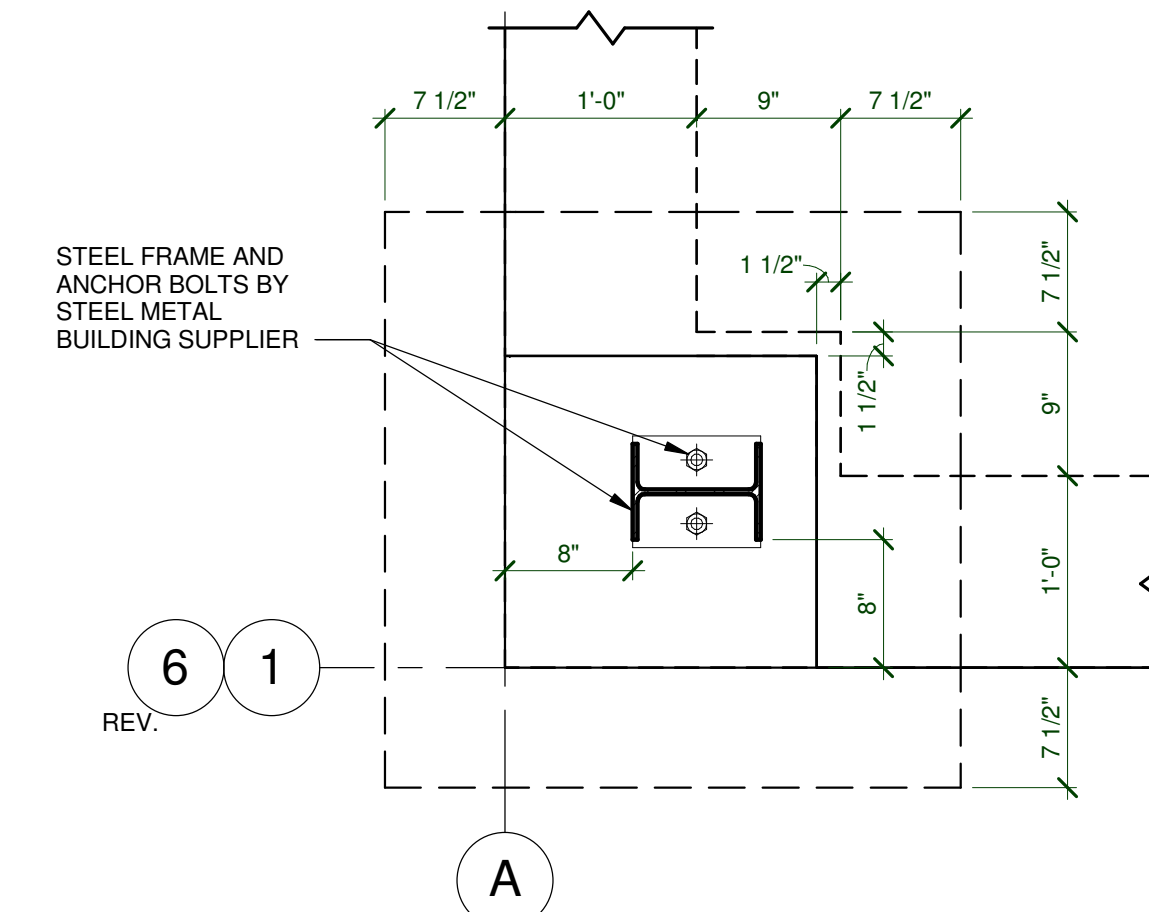 7 1/2" 1'-0" 9" 7 1/2"
STEEL FRAME AND
ANCHOR BOLTS BY
STEEL METAL
BUILDING SUPPLIER
1 1/2"
7 1/2"
1 1/2"
9"
8"
8"
1'-0"
6 1
REV.
7 1/2"
A